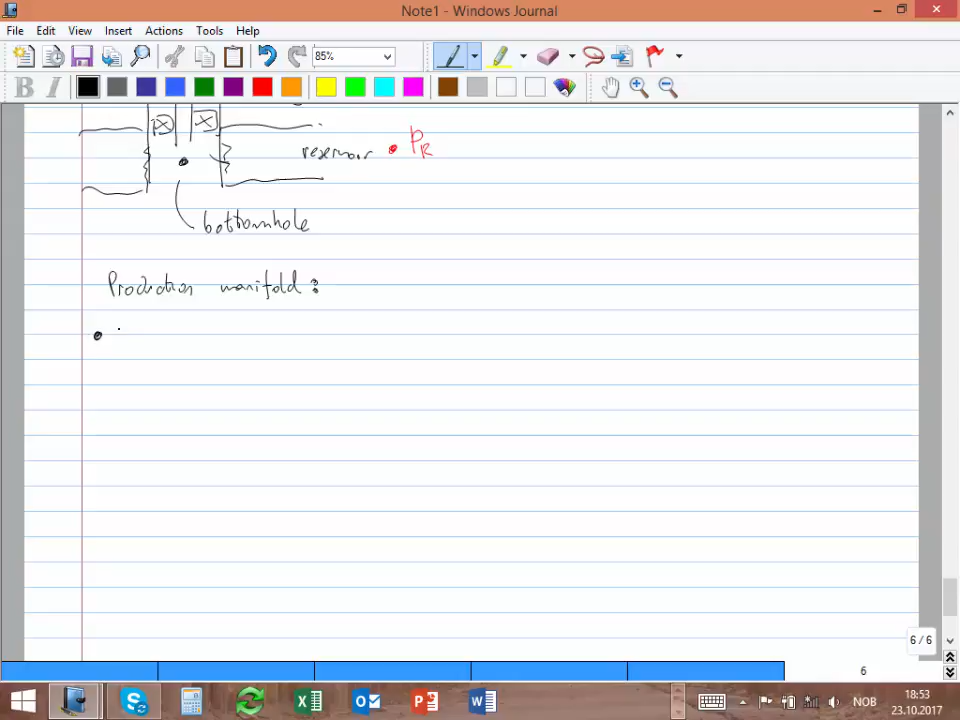 Note1 - Windows Journal
File Edit View Insert Actions Tools Help
85%
B I
reservoir • PR
bottomhole
Production manifold :
•
6 / 6
6
NOB
18:53
23.10.2017